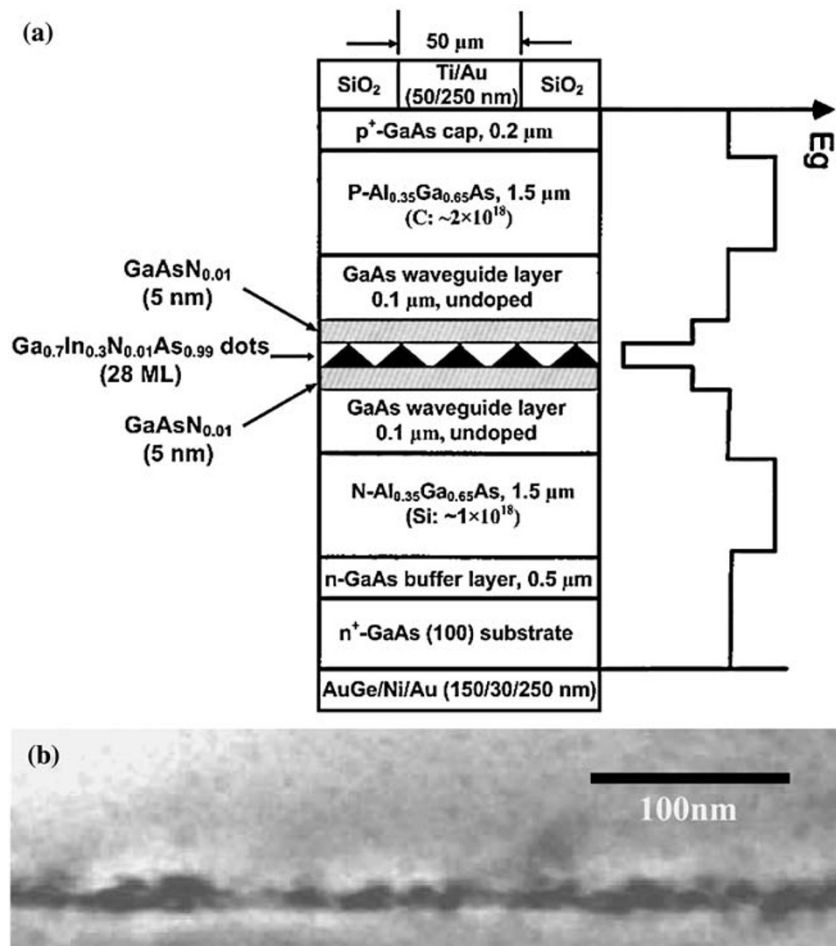 (a)
50 μm
SiO₂
Ti/Au
(50/250 nm)
SiO₂
p⁺-GaAs cap, 0.2 μm
Eg
P-Al₀.₃₅Ga₀.₆₅As, 1.5 μm
(C: ~2×10¹⁸)
GaAsN₀.₀₁
(5 nm)
GaAs waveguide layer
0.1 μm, undoped
Ga₀.₇In₀.₃N₀.₀₁As₀.₉₉ dots
(28 ML)
GaAsN₀.₀₁
(5 nm)
GaAs waveguide layer
0.1 μm, undoped
N-Al₀.₃₅Ga₀.₆₅As, 1.5 μm
(Si: ~1×10¹⁸)
n-GaAs buffer layer, 0.5 μm
n⁺-GaAs (100) substrate
AuGe/Ni/Au (150/30/250 nm)
(b)
100nm